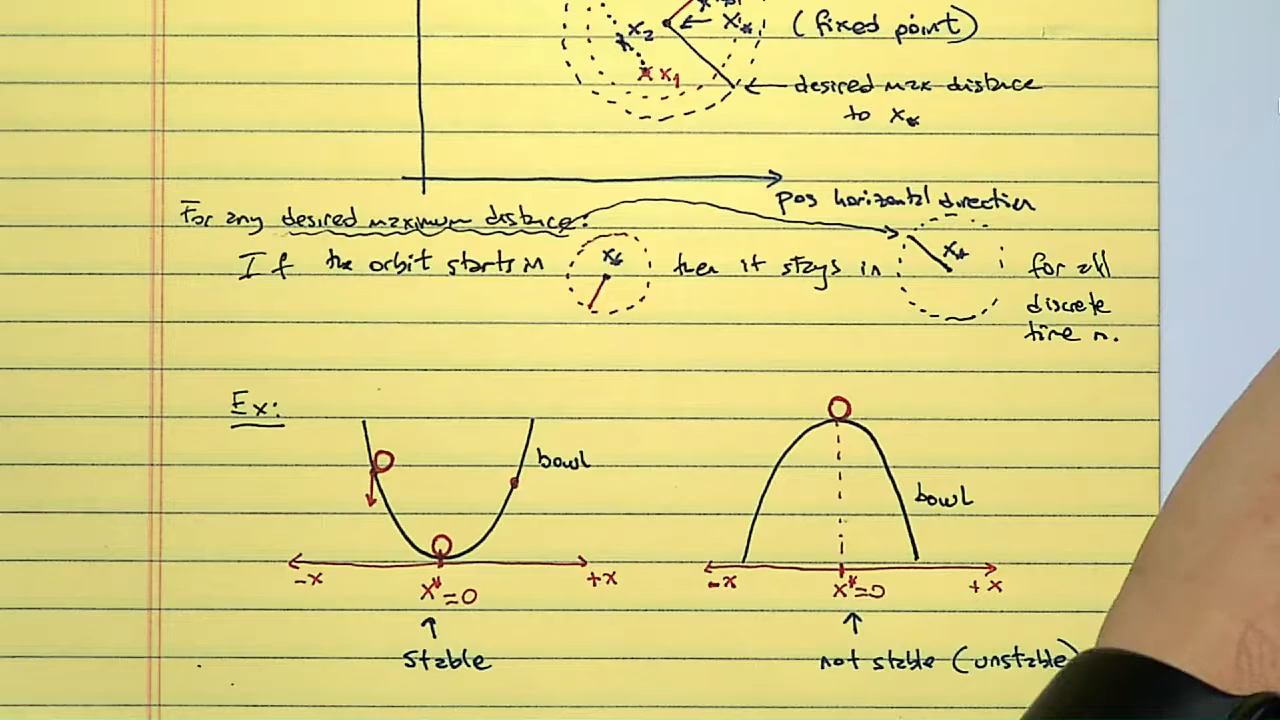 x₂ x* (fixed point)
x₁ desired max distance
to x*
pos horizontal direction
For any desired maximum distance:
If the orbit starts in x* then it stays in x* for all
discrete
time n.
Ex:
bowl
bowl
-x +x
x*=0
-x +x
x*=0
stable
not stable (unstable)